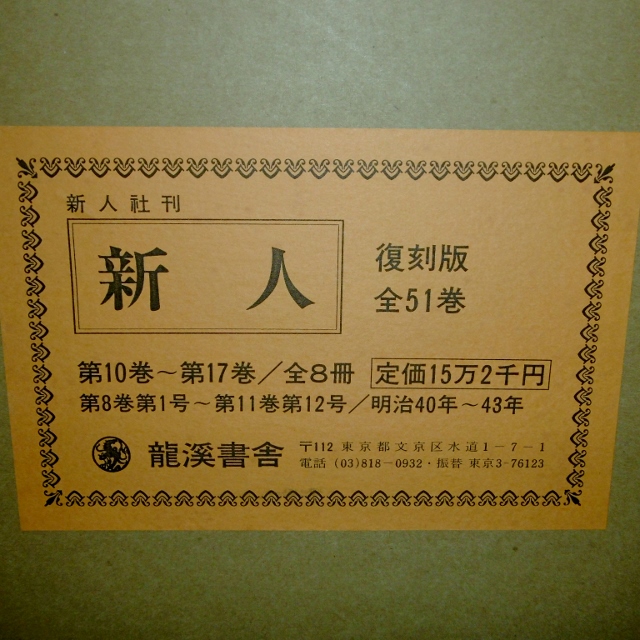 新人社刊
新人
復刻版
全51巻
第10巻～第17巻／全8冊 定価15万2千円
第8巻第1号～第11巻第12号／明治40年～43年
龍溪書舎
〒112 東京都文京区水道1－7－1
電話 (03)818－0932・振替 東京3-76123